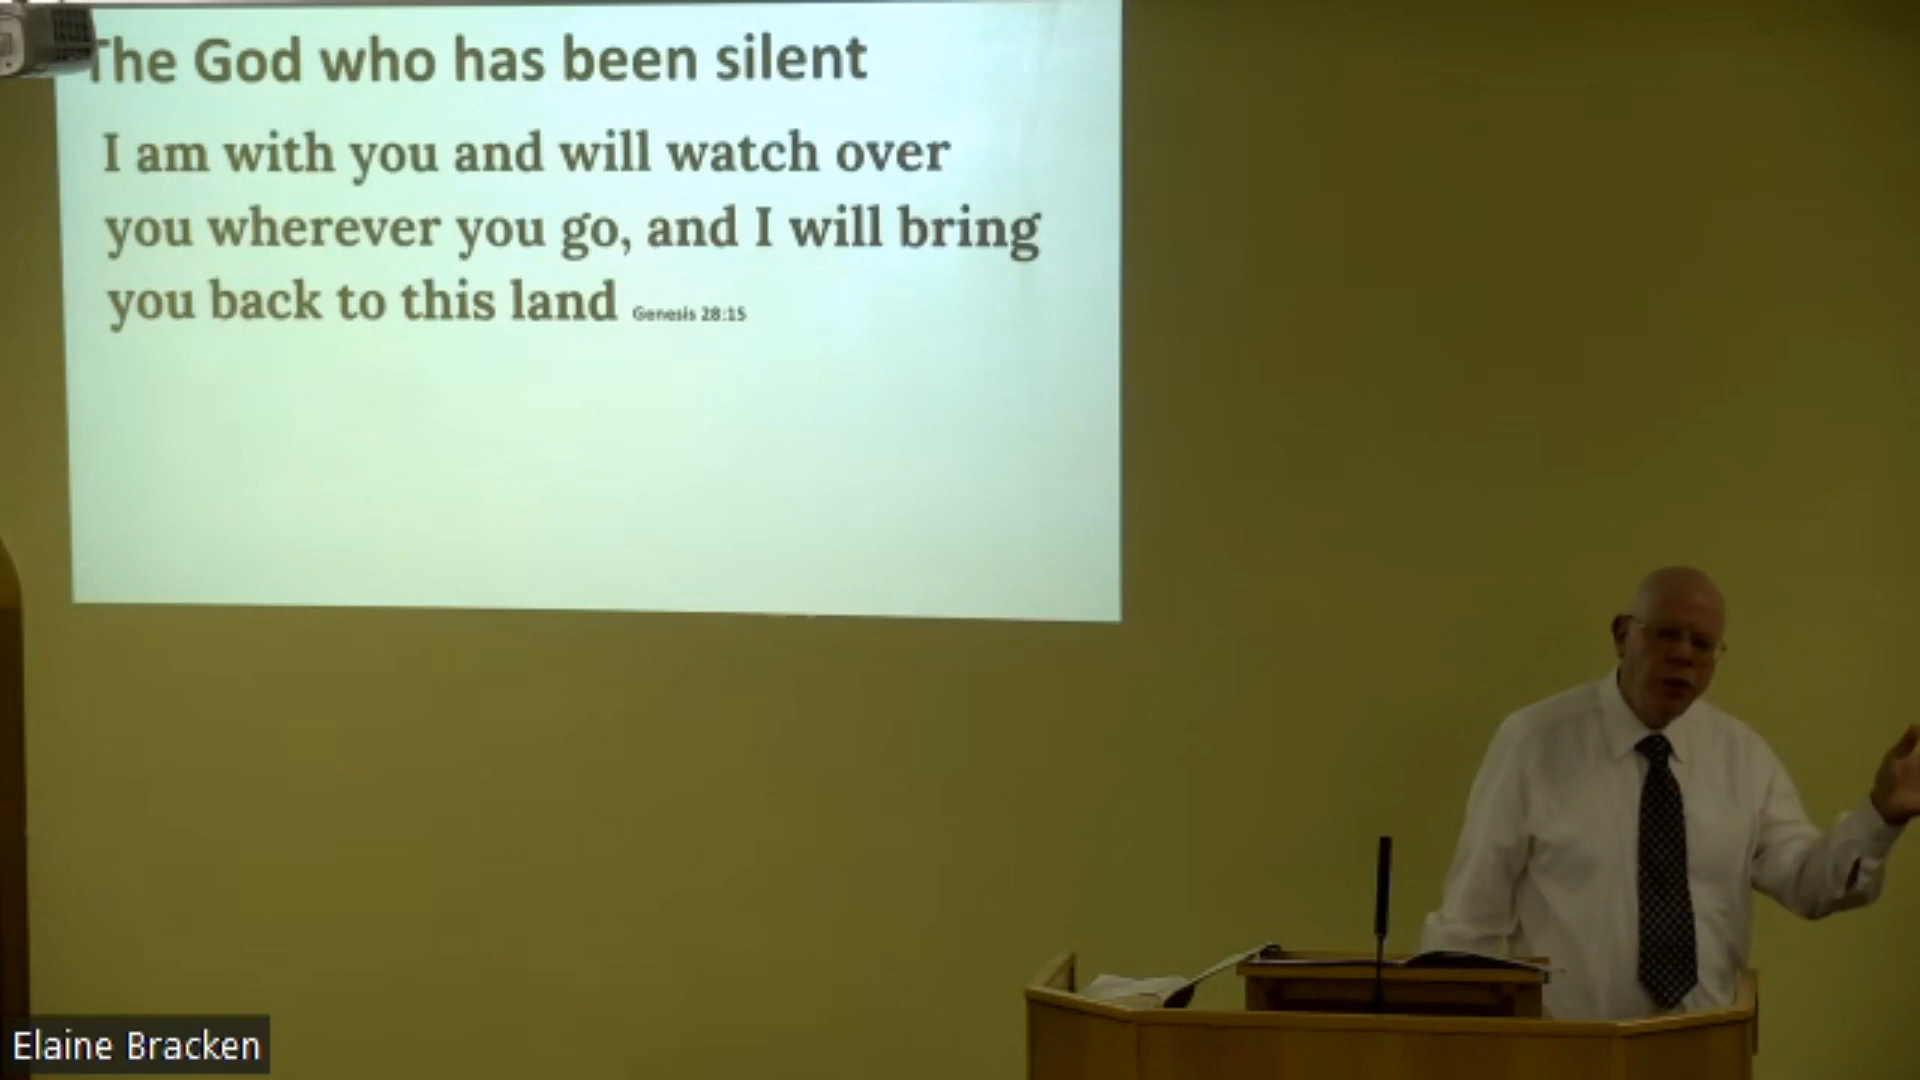 The God who has been silent
I am with you and will watch over
you wherever you go, and I will bring
you back to this land Genesis 28:15
Elaine Bracken